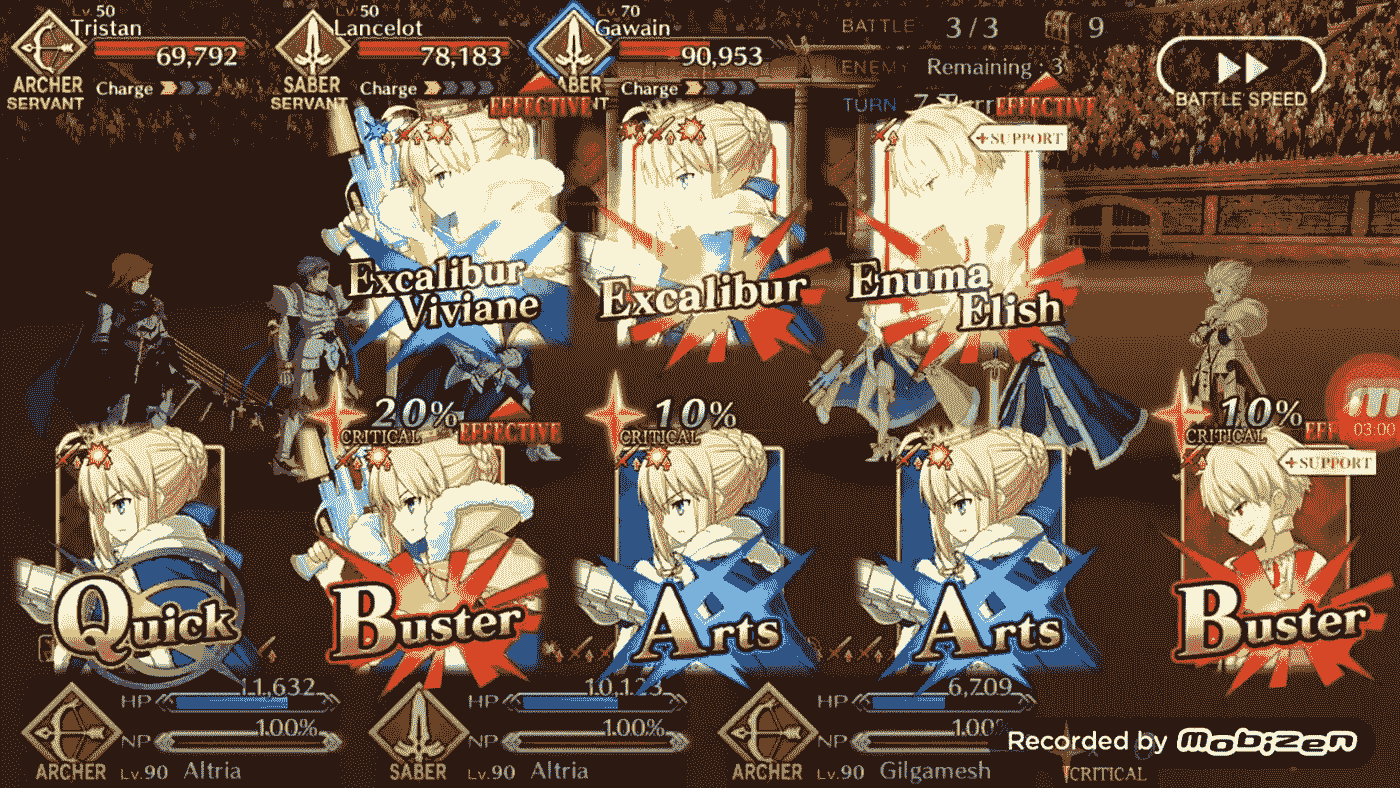 Lv. 50
Tristan
69,792
ARCHER
SERVANT
Charge
Lv. 50
Lancelot
78,183
SABER
SERVANT
Charge
Lv. 70
Gawain
90,953
Charge
BATTLE 3/3 9
ENEMY Remaining : 3
TURN
BATTLE SPEED
EFFECTIVE
EFFECTIVE
+SUPPORT
Excalibur
Viviane
Excalibur
Enuma
Elish
20%
CRITICAL
EFFECTIVE
10%
CRITICAL
10%
CRITICAL
03:00
+SUPPORT
Quick
Buster
Arts
Arts
Buster
HP 11,632
NP 100%
ARCHER Lv.90 Altria
HP
NP 100%
SABER Lv.90 Altria
HP 6,709
NP
ARCHER Lv.90 Gilgamesh
Recorded by mobizen
CRITICAL